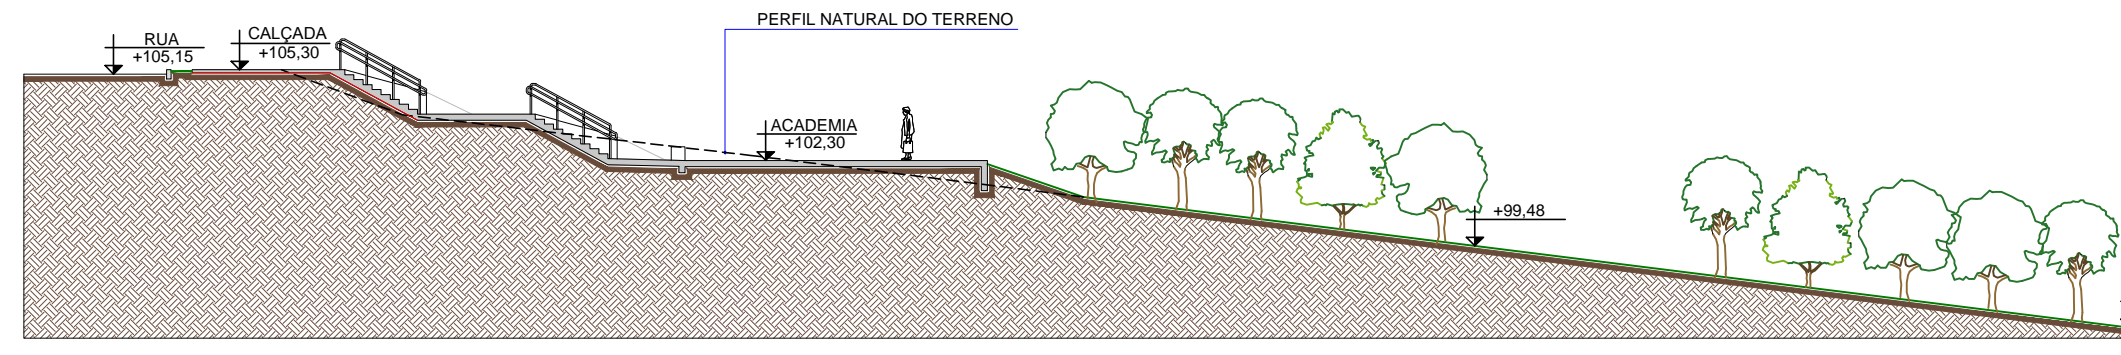 PERFIL NATURAL DO TERRENO
RUA
+105,15
CALÇADA
+105,30
ACADEMIA
+102,30
+99,48